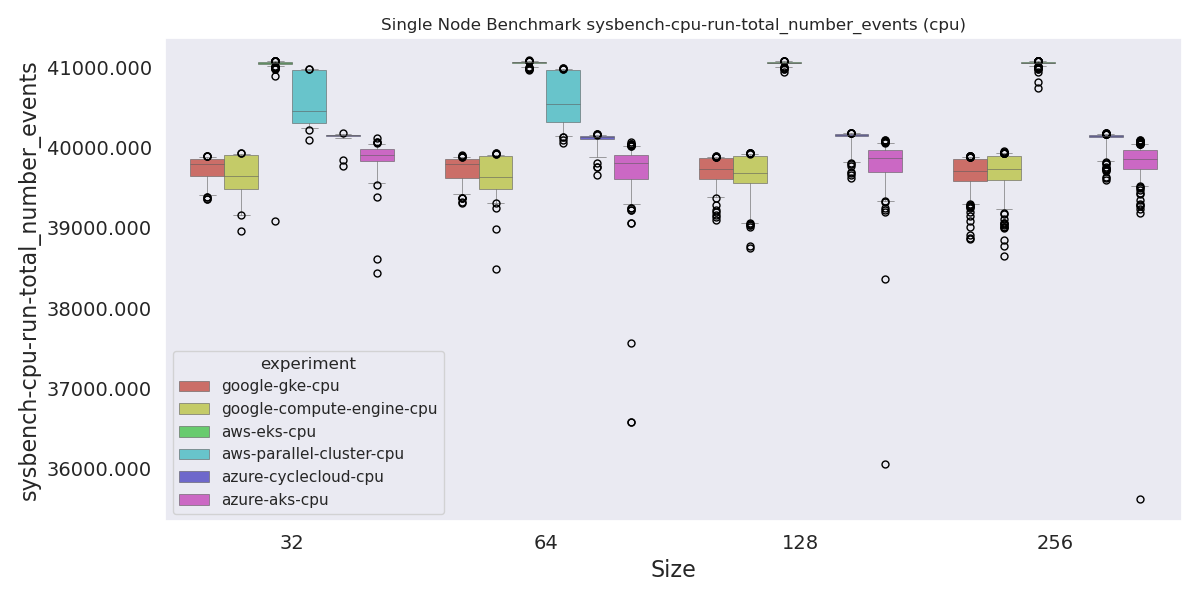 Single Node Benchmark sysbench-cpu-run-total_number_events (cpu)
sysbench-cpu-run-total_number_events
41000.000
40000.000
39000.000
38000.000
37000.000
36000.000
experiment
google-gke-cpu
google-compute-engine-cpu
aws-eks-cpu
aws-parallel-cluster-cpu
azure-cyclecloud-cpu
azure-aks-cpu
32 64 128 256
Size